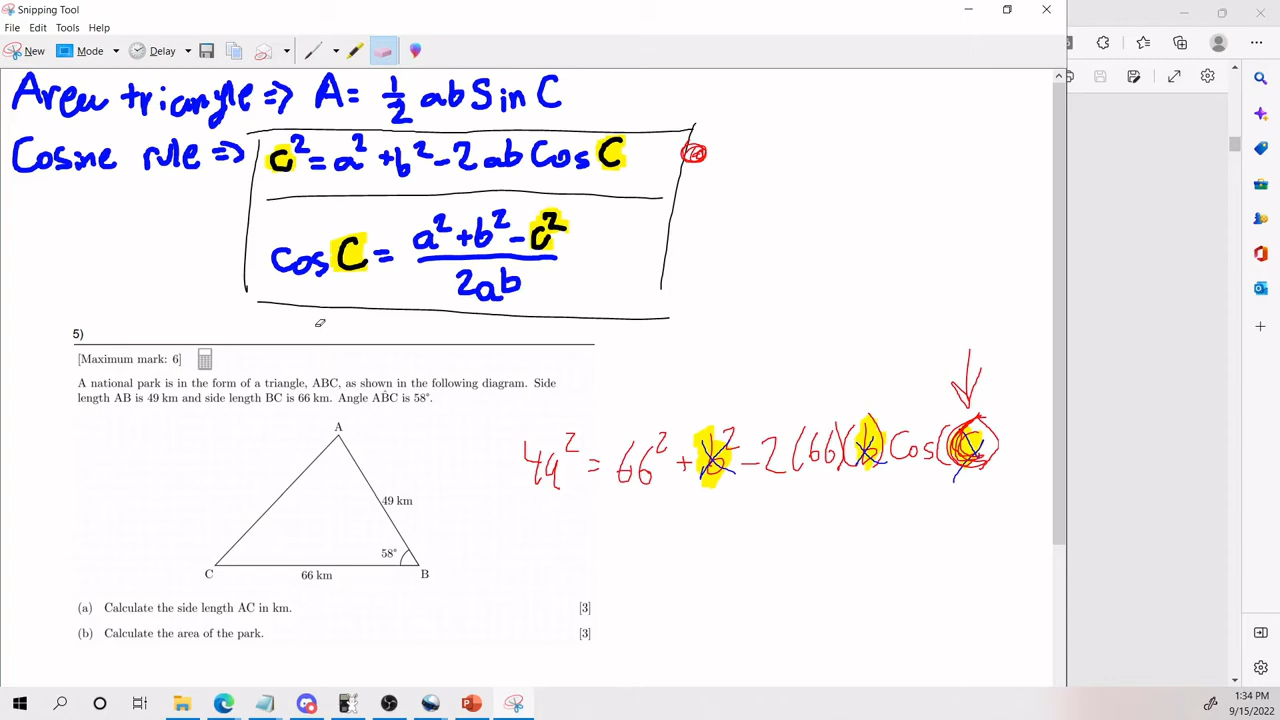 Snipping Tool
File Edit Tools Help
New Mode Delay
Area triangle => A = 1/2 ab Sin C
Cosine rule => c² = a² + b² - 2 ab Cos C
cos C = (a² + b² - c²) / 2ab
5)
[Maximum mark: 6]
A national park is in the form of a triangle, ABC, as shown in the following diagram. Side
length AB is 49 km and side length BC is 66 km. Angle AB̂C is 58°.
A
49 km
58°
C
B
66 km
49² = 66² + b² - 2 (66)(b) Cos(
(a) Calculate the side length AC in km. [3]
(b) Calculate the area of the park. [3]
1:34 PM
9/15/2022